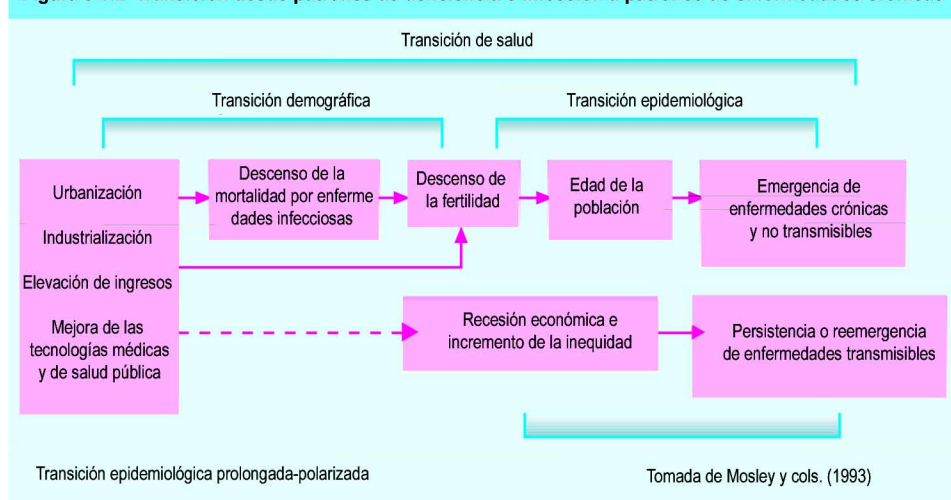 Transición de salud
Transición demográfica
Transición epidemiológica
Urbanización
Industrialización
Elevación de ingresos
Mejora de las
tecnologías médicas
y de salud pública
Descenso de la
mortalidad por enferme
dades infecciosas
Descenso de
la fertilidad
Edad de la
población
Emergencia de
enfermedades crónicas
y no transmisibles
Recesión económica e
incremento de la inequidad
Persistencia o reemergencia
de enfermedades transmisibles
Transición epidemiológica prolongada-polarizada
Tomada de Mosley y cols. (1993)